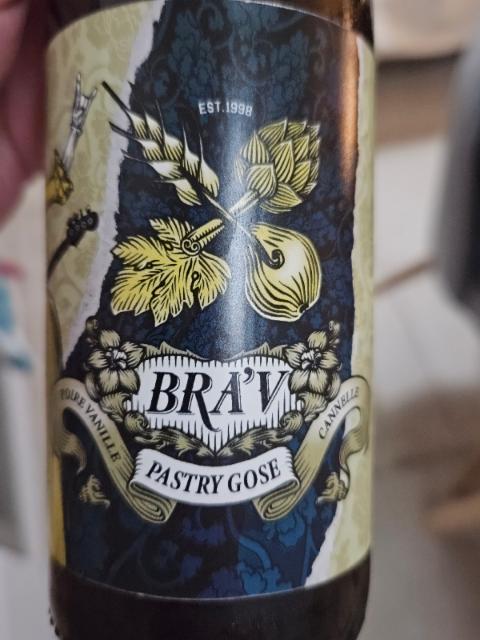 EST.1998
BRA'V
POIRE VANILLE
CANNELLE
PASTRY GOSE